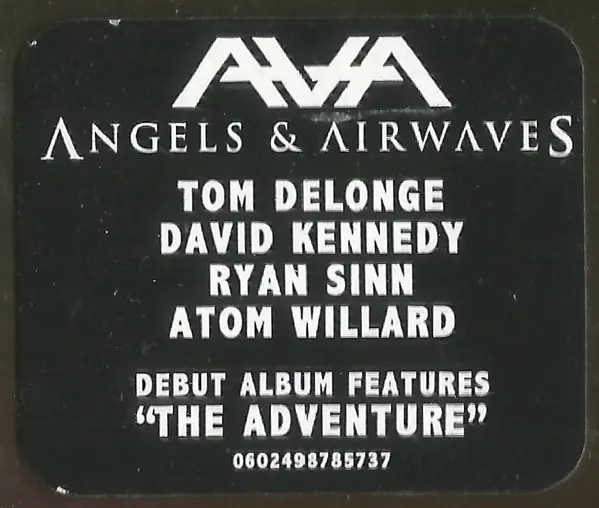 AVA
ANGELS & AIRWAVES
TOM DELONGE
DAVID KENNEDY
RYAN SINN
ATOM WILLARD
DEBUT ALBUM FEATURES
“THE ADVENTURE”
0602498785737